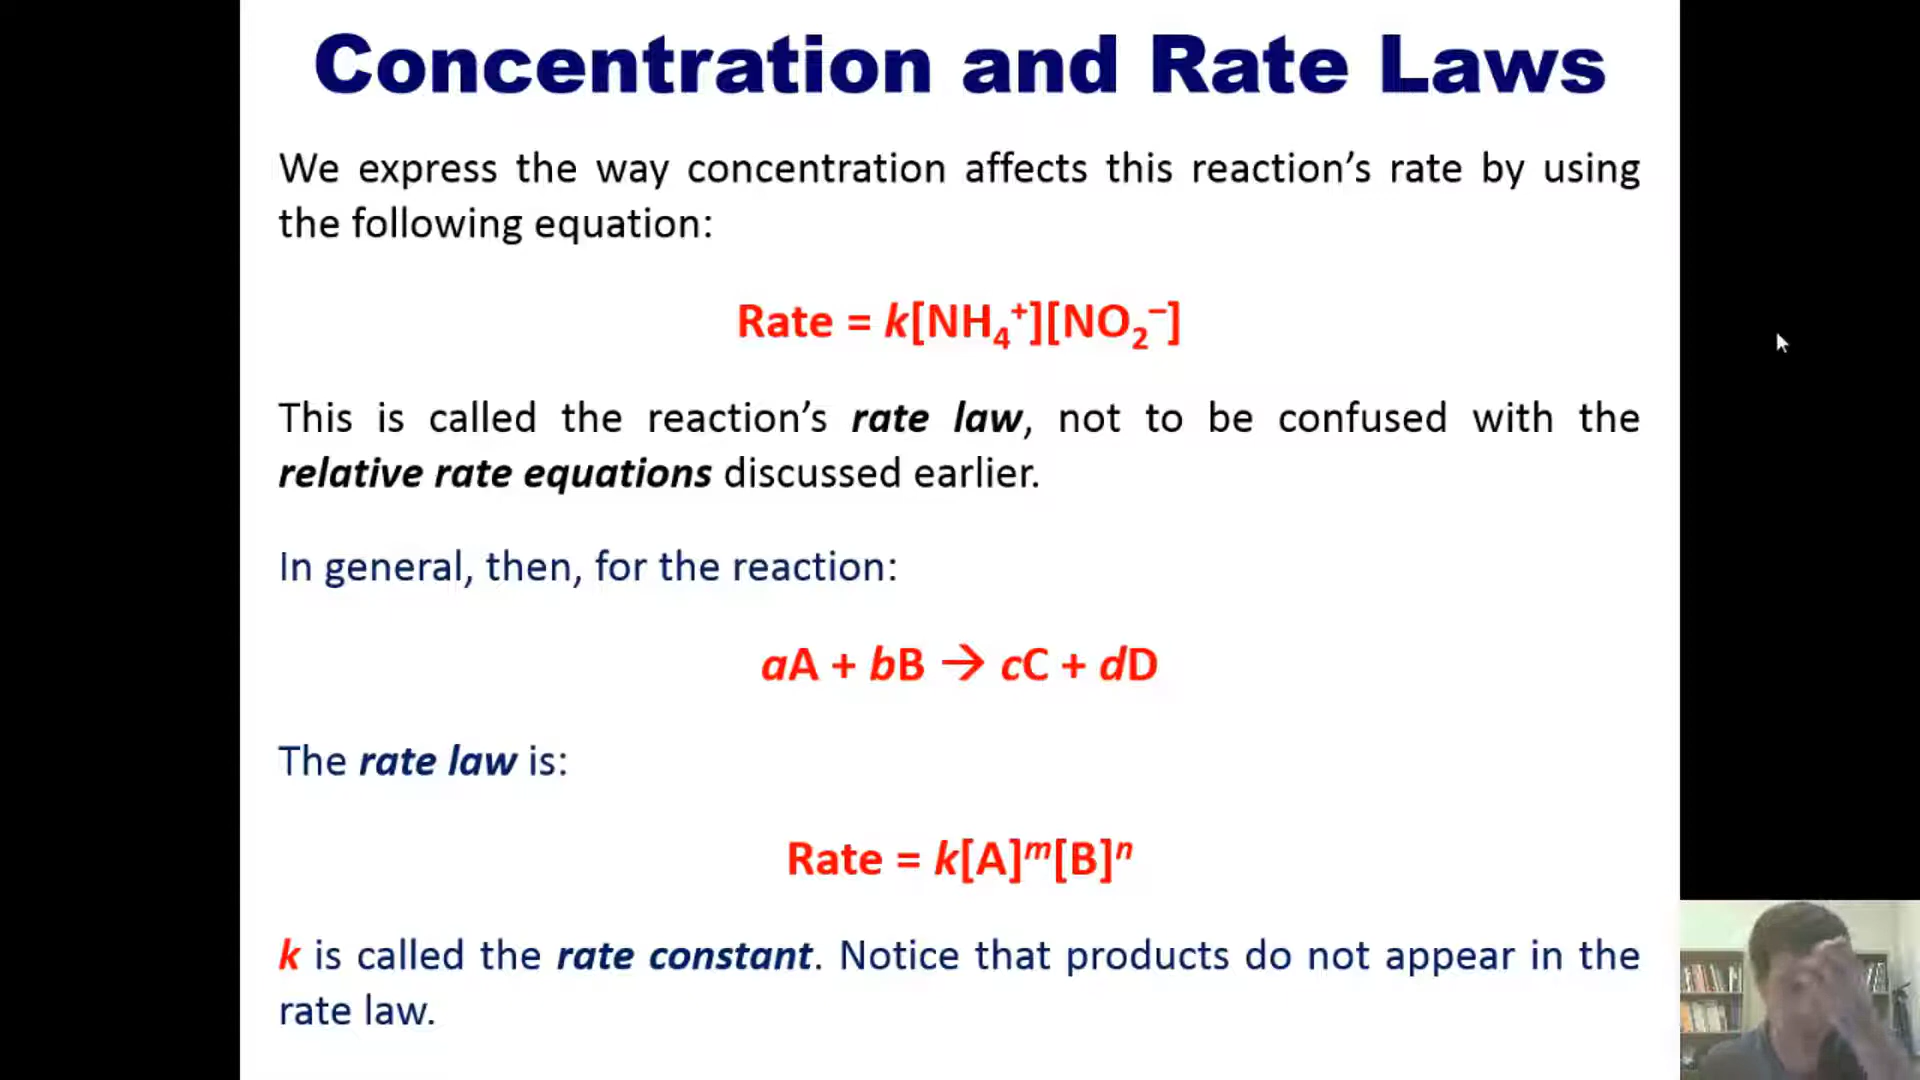 Concentration and Rate Laws
We express the way concentration affects this reaction’s rate by using
the following equation:
Rate = k[NH₄⁺][NO₂⁻]
This is called the reaction’s rate law, not to be confused with the
relative rate equations discussed earlier.
In general, then, for the reaction:
aA + bB → cC + dD
The rate law is:
Rate = k[A]ᵐ[B]ⁿ
k is called the rate constant. Notice that products do not appear in the
rate law.